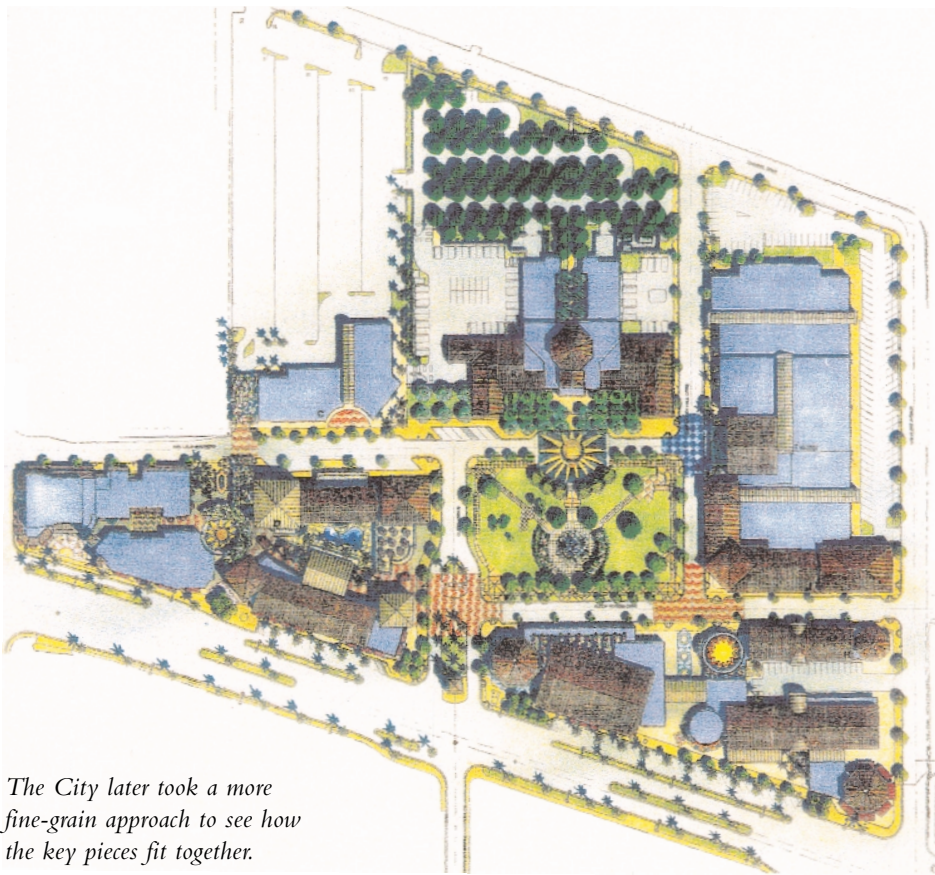 The City later took a more
fine-grain approach to see how
the key pieces fit together.